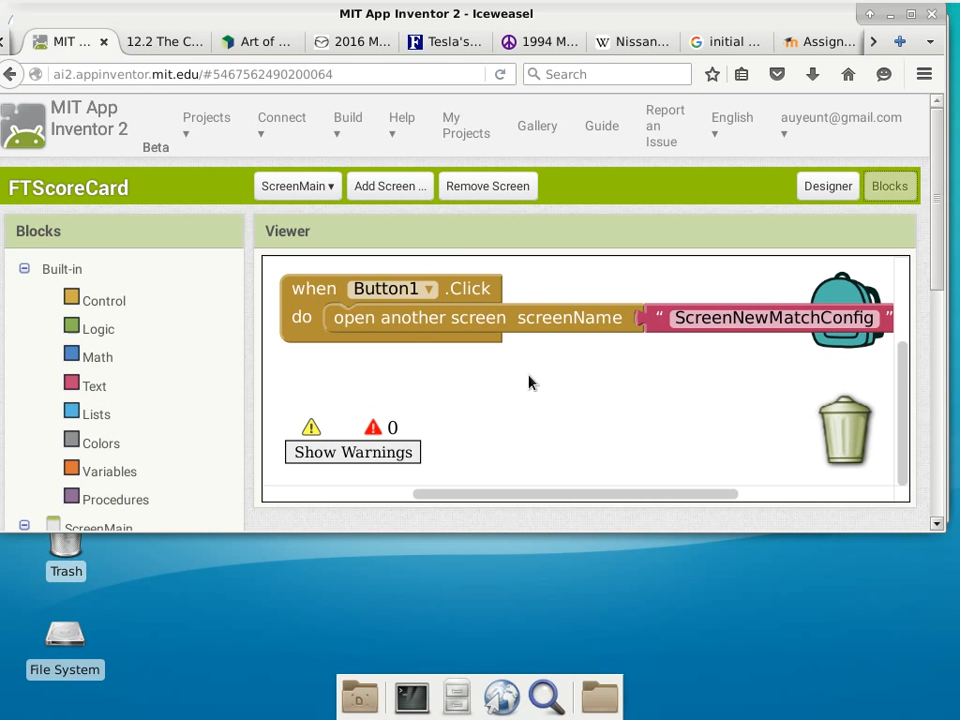 MIT App Inventor 2 - Iceweasel
MIT ...
12.2 The C...
Art of ...
2016 M...
Tesla's...
1994 M...
Nissan...
initial ...
Assign...
ai2.appinventor.mit.edu/#5467562490200064
Search
MIT App
Inventor 2
Beta
Projects
Connect
Build
Help
My
Projects
Gallery
Guide
Report
an
Issue
English
auyeunt@gmail.com
FTScoreCard
ScreenMain ▾
Add Screen ...
Remove Screen
Designer
Blocks
Blocks
Viewer
Built-in
Control
Logic
Math
Text
Lists
Colors
Variables
Procedures
ScreenMain
when Button1 .Click
do open another screen screenName " ScreenNewMatchConfig "
0
Show Warnings
Trash
File System